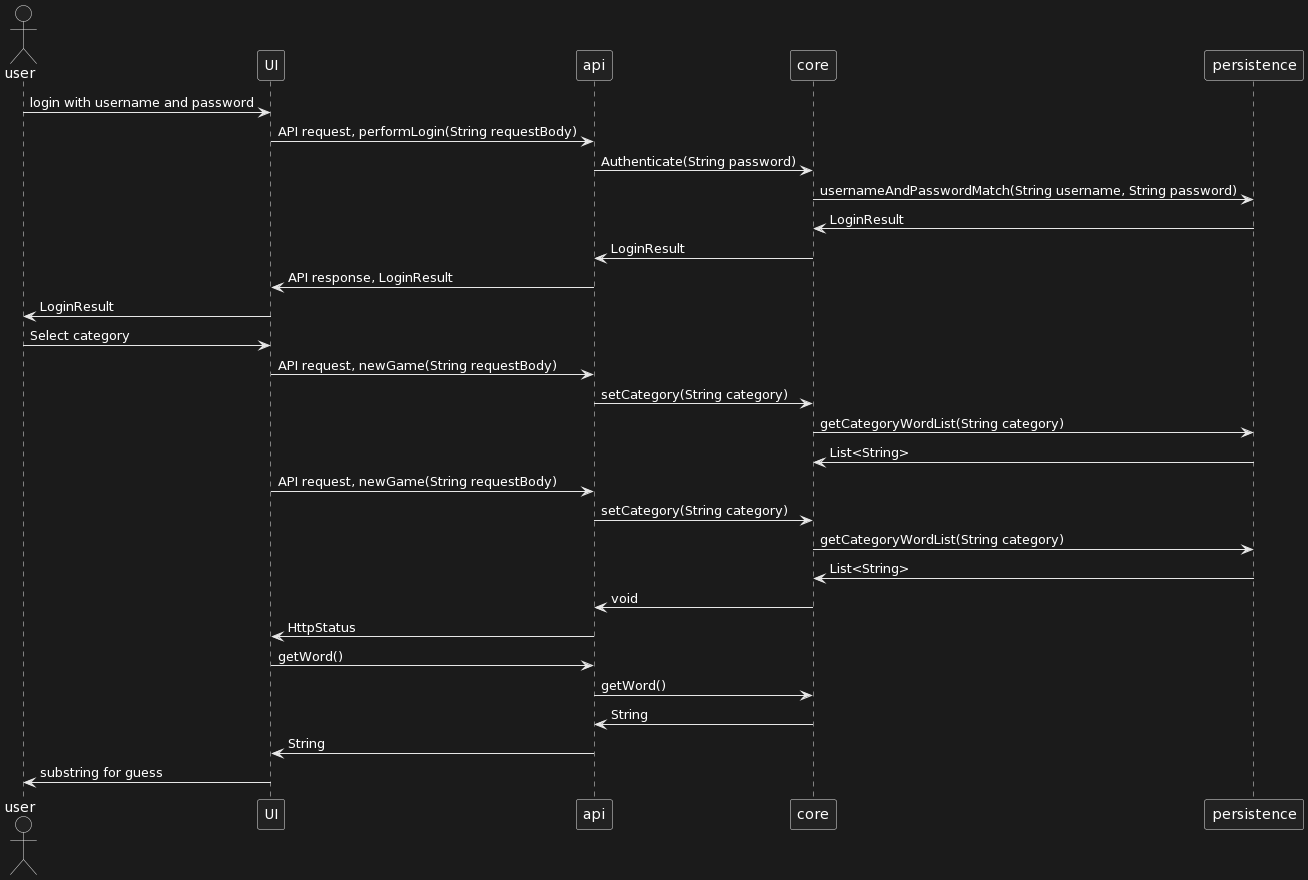 user
UI
api
core
persistence
login with username and password
API request, performLogin(String requestBody)
Authenticate(String password)
usernameAndPasswordMatch(String username, String password)
LoginResult
LoginResult
API response, LoginResult
LoginResult
Select category
API request, newGame(String requestBody)
setCategory(String category)
getCategoryWordList(String category)
List<String>
API request, newGame(String requestBody)
setCategory(String category)
getCategoryWordList(String category)
List<String>
void
HttpStatus
getWord()
getWord()
String
String
substring for guess
user
UI
api
core
persistence